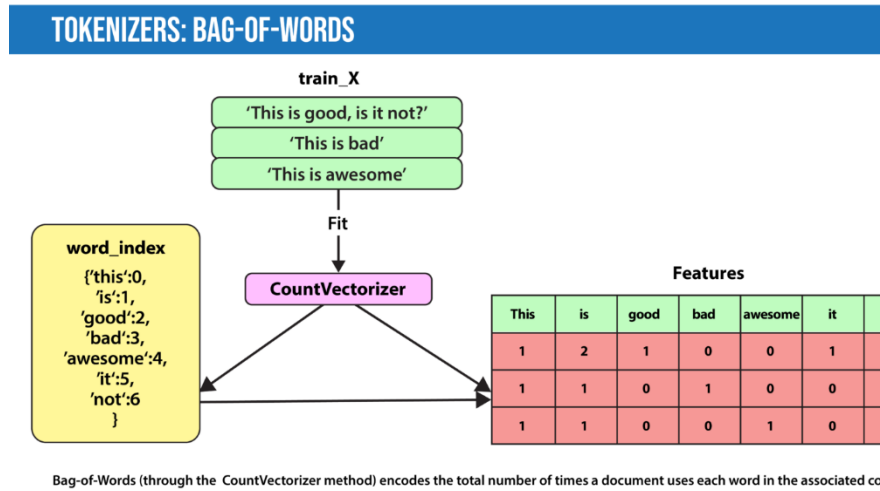 TOKENIZERS: BAG-OF-WORDS
train_X
‘This is good, is it not?’
‘This is bad’
‘This is awesome’
Fit
word_index
{’this‘:0,
’is‘:1,
’good‘:2,
’bad‘:3,
’awesome‘:4,
’it‘:5,
’not‘:6
}
CountVectorizer
Features
This is good bad awesome it
1 2 1 0 0 1
1 1 0 1 0 0
1 1 0 0 1 0
Bag-of-Words (through the CountVectorizer method) encodes the total number of times a document uses each word in the associated